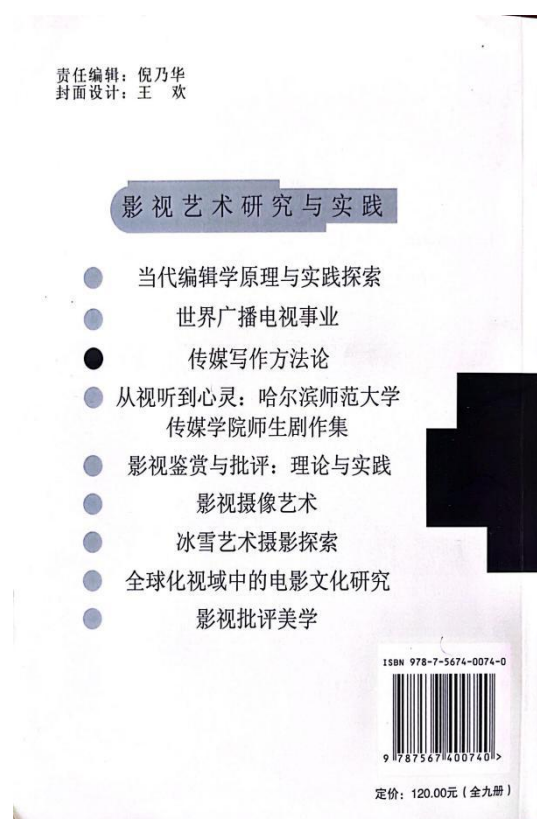 责任编辑：倪乃华
封面设计：王 欢
影视艺术研究与实践
当代编辑学原理与实践探索
世界广播电视事业
传媒写作方法论
从视听到心灵：哈尔滨师范大学
传媒学院师生剧作集
影视鉴赏与批评：理论与实践
影视摄像艺术
冰雪艺术摄影探索
全球化视域中的电影文化研究
影视批评美学
ISBN 978-7-5674-0074-0
9 787567 400740 >
定价：120.00元（全九册）